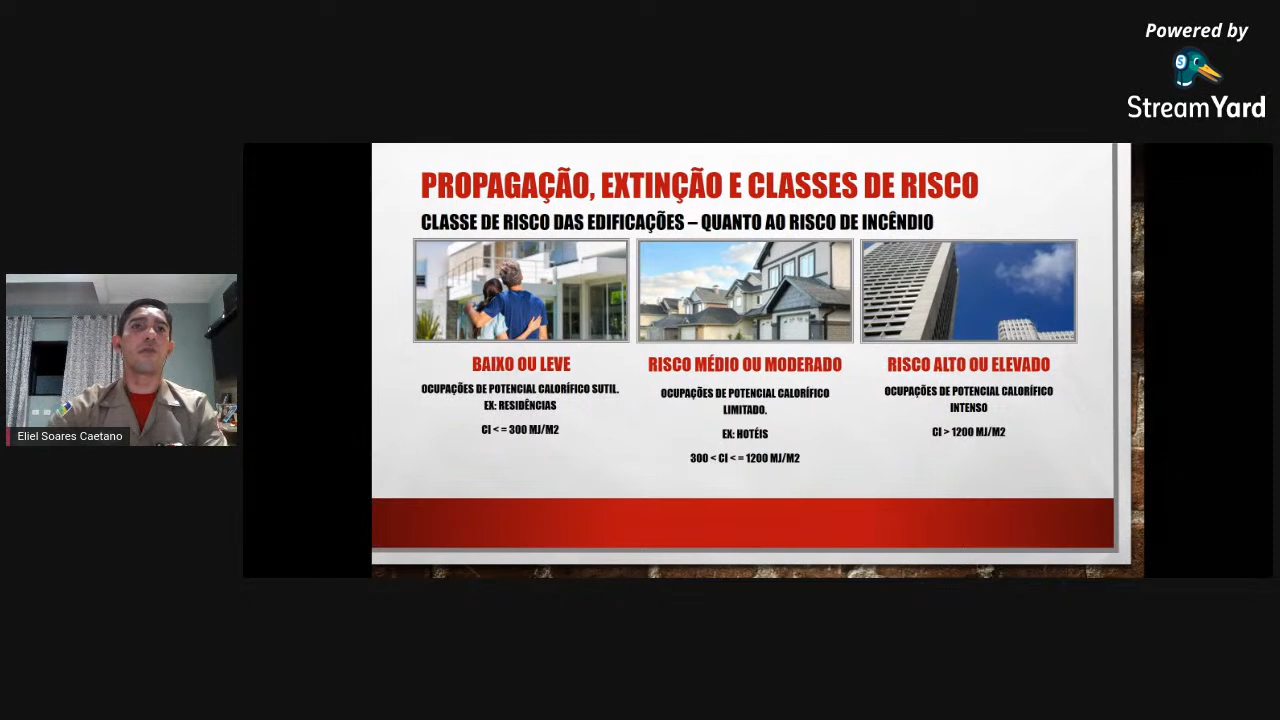 Powered by
StreamYard
PROPAGAÇÃO, EXTINÇÃO E CLASSES DE RISCO
CLASSE DE RISCO DAS EDIFICAÇÕES – QUANTO AO RISCO DE INCÊNDIO
BAIXO OU LEVE
OCUPAÇÕES DE POTENCIAL CALORÍFICO SUTIL.
EX: RESIDÊNCIAS
CI < = 300 MJ/M2
RISCO MÉDIO OU MODERADO
OCUPAÇÕES DE POTENCIAL CALORÍFICO
LIMITADO.
EX: HOTÉIS
300 < CI < = 1200 MJ/M2
RISCO ALTO OU ELEVADO
OCUPAÇÕES DE POTENCIAL CALORÍFICO
INTENSO
CI > 1200 MJ/M2
Eliel Soares Caetano